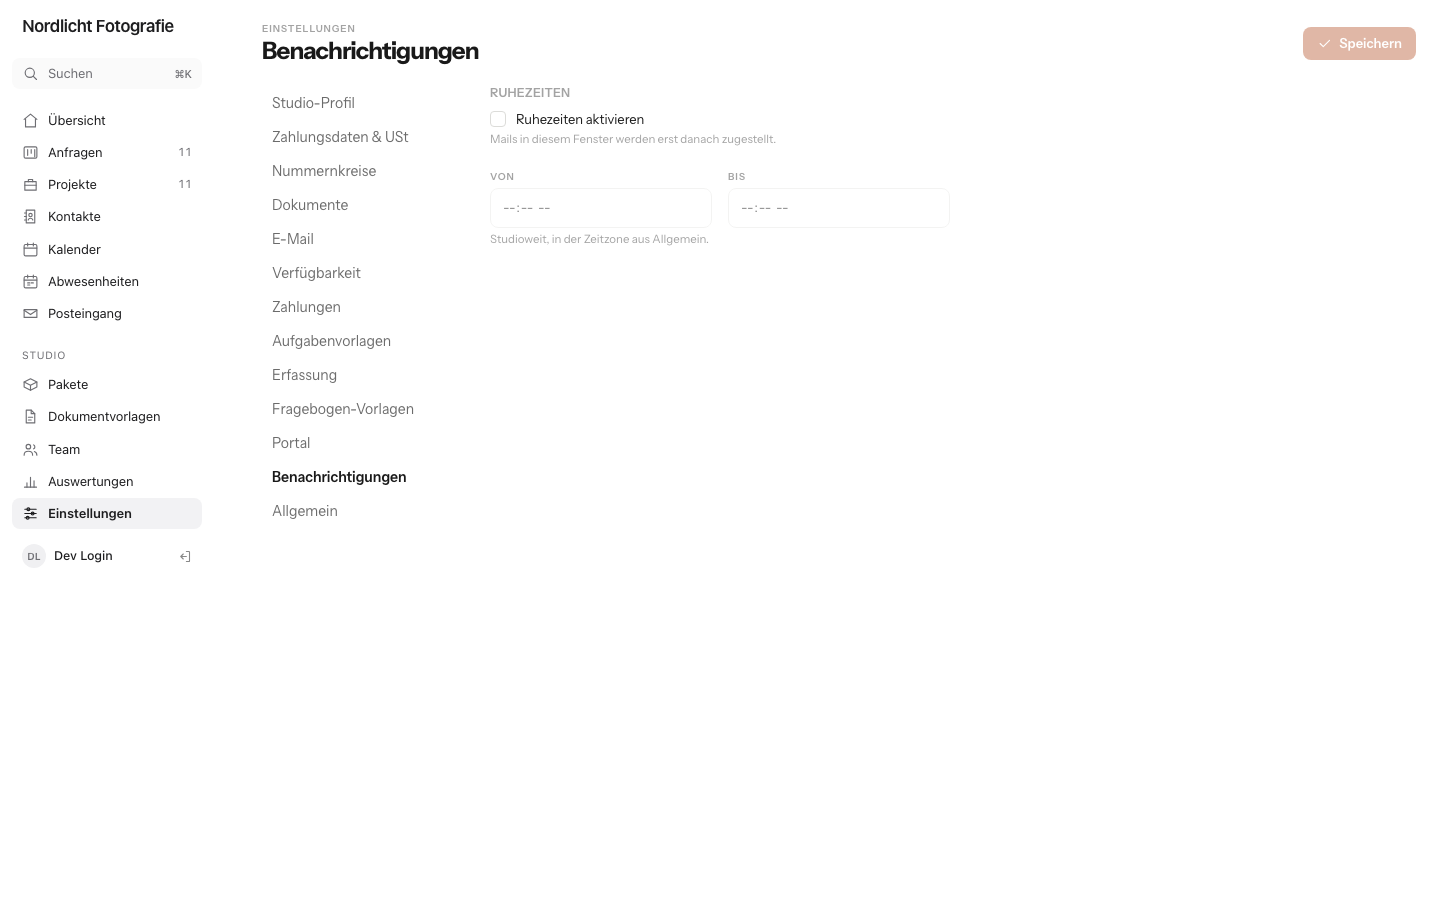 Nordlicht Fotografie
Suchen ⌘K
Übersicht
Anfragen 11
Projekte 11
Kontakte
Kalender
Abwesenheiten
Posteingang
STUDIO
Pakete
Dokumentvorlagen
Team
Auswertungen
Einstellungen
DL Dev Login
EINSTELLUNGEN
Benachrichtigungen
Speichern
Studio-Profil
Zahlungsdaten & USt
Nummernkreise
Dokumente
E-Mail
Verfügbarkeit
Zahlungen
Aufgabenvorlagen
Erfassung
Fragebogen-Vorlagen
Portal
Benachrichtigungen
Allgemein
RUHEZEITEN
Ruhezeiten aktivieren
Mails in diesem Fenster werden erst danach zugestellt.
VON BIS
--:-- -- --:-- --
Studioweit, in der Zeitzone aus Allgemein.